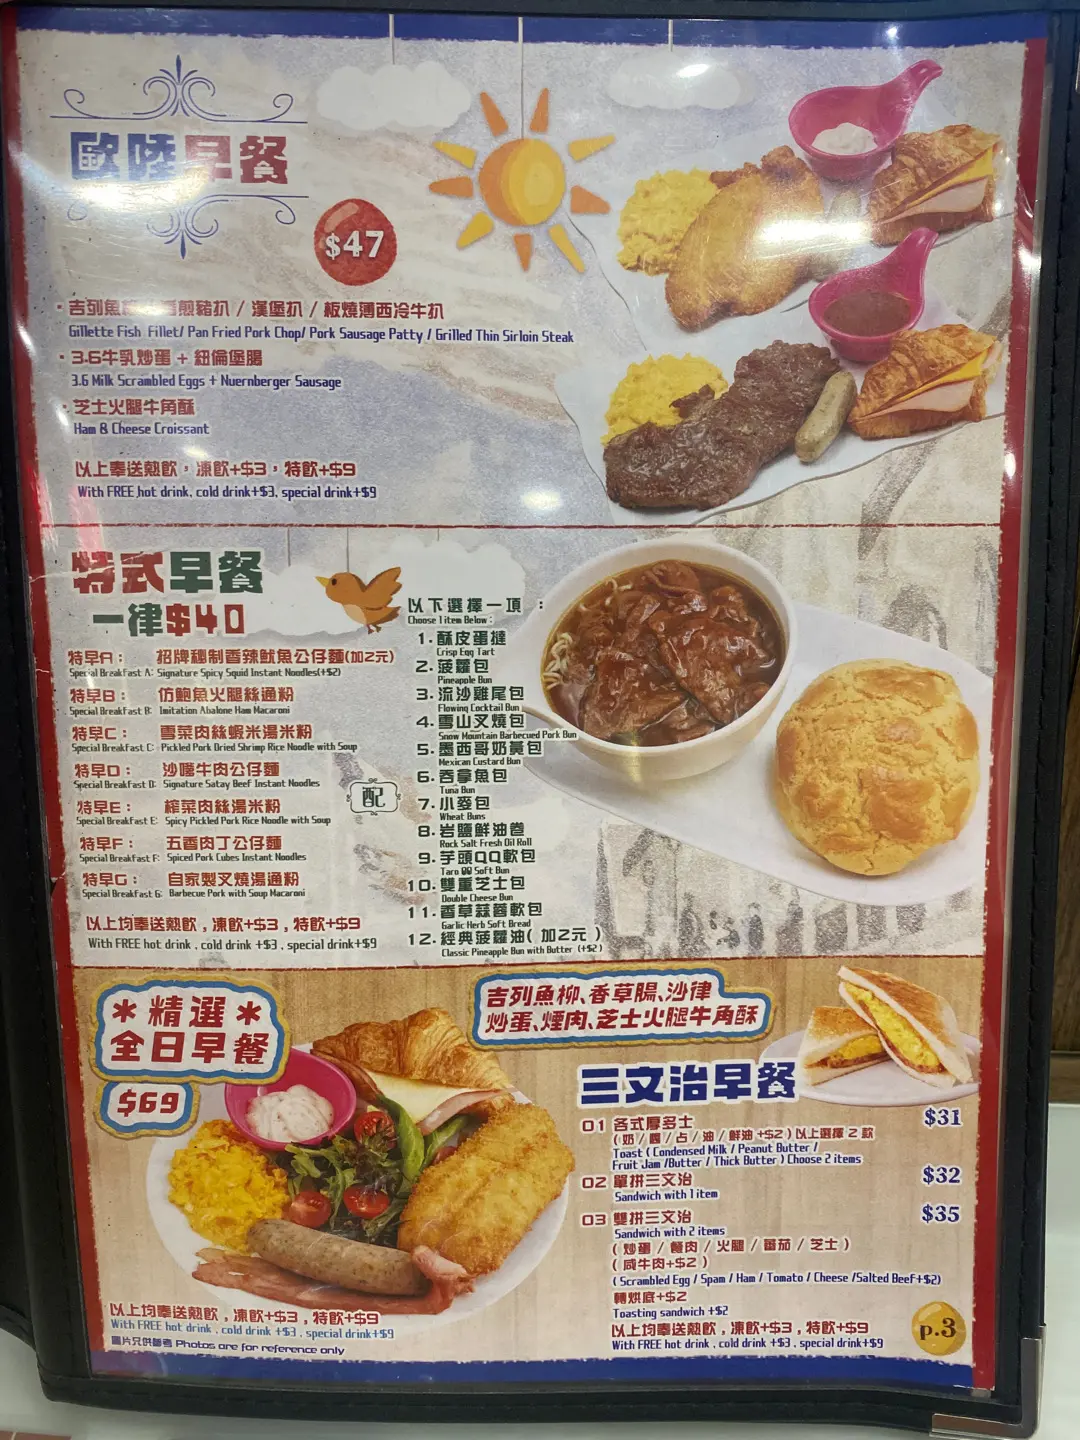 歐陸早餐
$47
・吉列魚 煎豬扒 / 漢堡扒 / 板燒薄西冷牛扒
Gillette Fish Fillet/ Pan Fried Pork Chop/ Pork Sausage Patty / Grilled Thin Sirloin Steak
・3.6牛乳炒蛋 + 紐倫堡腸
3.6 Milk Scrambled Eggs + Nuernberger Sausage
・芝士火腿牛角酥
Ham & Cheese Croissant
以上奉送熱飲，凍飲+$3，特飲+$9
With FREE hot drink, cold drink+$3, special drink+$9
特式早餐
一律$40
特早A： 招牌秘制香辣魷魚公仔麵(加2元)
Special Breakfast A: Signature Spicy Squid Instant Noodles(+$2)
特早B： 仿鮑魚火腿絲通粉
Special Breakfast B: Imitation Abalone Ham Macaroni
特早C： 雪菜肉絲蝦米湯米粉
Special Breakfast C: Pickled Pork Dried Shrimp Rice Noodle with Soup
特早D： 沙嗲牛肉公仔麵
Special Breakfast D: Signature Satay Beef Instant Noodles
特早E： 榨菜肉絲湯米粉
Special Breakfast E: Spicy Pickled Pork Rice Noodle with Soup
特早F： 五香肉丁公仔麵
Special Breakfast F: Spiced Pork Cubes Instant Noodles
特早G： 自家製叉燒湯通粉
Special Breakfast G: Barbecue Pork with Soup Macaroni
以上均奉送熱飲 , 凍飲+$3 , 特飲+$9
With FREE hot drink , cold drink +$3 , special drink+$9
配
以下選擇一項 ：
Choose 1 item Below :
1. 酥皮蛋撻
Crisp Egg Tart
2. 菠蘿包
Pineapple Bun
3. 流沙雞尾包
Flowing Cocktail Bun
4. 雪山叉燒包
Snow Mountain Barbecued Pork Bun
5. 墨西哥奶黃包
Mexican Custard Bun
6. 吞拿魚包
Tuna Bun
7. 小麥包
Wheat Buns
8. 岩鹽鮮油卷
Rock Salt Fresh Oil Roll
9. 芋頭QQ軟包
Taro QQ Soft Bun
10. 雙重芝士包
Double Cheese Bun
11. 香草蒜蓉軟包
Garlic Herb Soft Bread
12. 經典菠蘿油( 加2元 )
Classic Pineapple Bun with Butter (+$2)
＊精選＊
全日早餐
$69
吉列魚柳、香草腸、沙律
炒蛋、煙肉、芝士火腿牛角酥
以上均奉送熱飲 , 凍飲+$3 , 特飲+$9
With FREE hot drink , cold drink +$3 , special drink+$9
圖片只供參考 Photos are for reference only
三文治早餐
01 各式厚多士 $31
( 奶 / 醬 / 占 / 油 / 鮮油 +$2 ) 以上選擇 2 款
Toast ( Condensed Milk / Peanut Butter /
Fruit Jam /Butter / Thick Butter ) Choose 2 items
02 單拼三文治 $32
Sandwich with 1 item
03 雙拼三文治 $35
Sandwich with 2 items
( 炒蛋 / 餐肉 / 火腿 / 番茄 / 芝士 )
( 咸牛肉+$2 )
( Scrambled Egg / Spam / Ham / Tomato / Cheese /Salted Beef+$2)
轉烘底+$2
Toasting sandwich +$2
以上均奉送熱飲 , 凍飲+$3 , 特飲+$9
With FREE hot drink , cold drink +$3 , special drink+$9
p.3